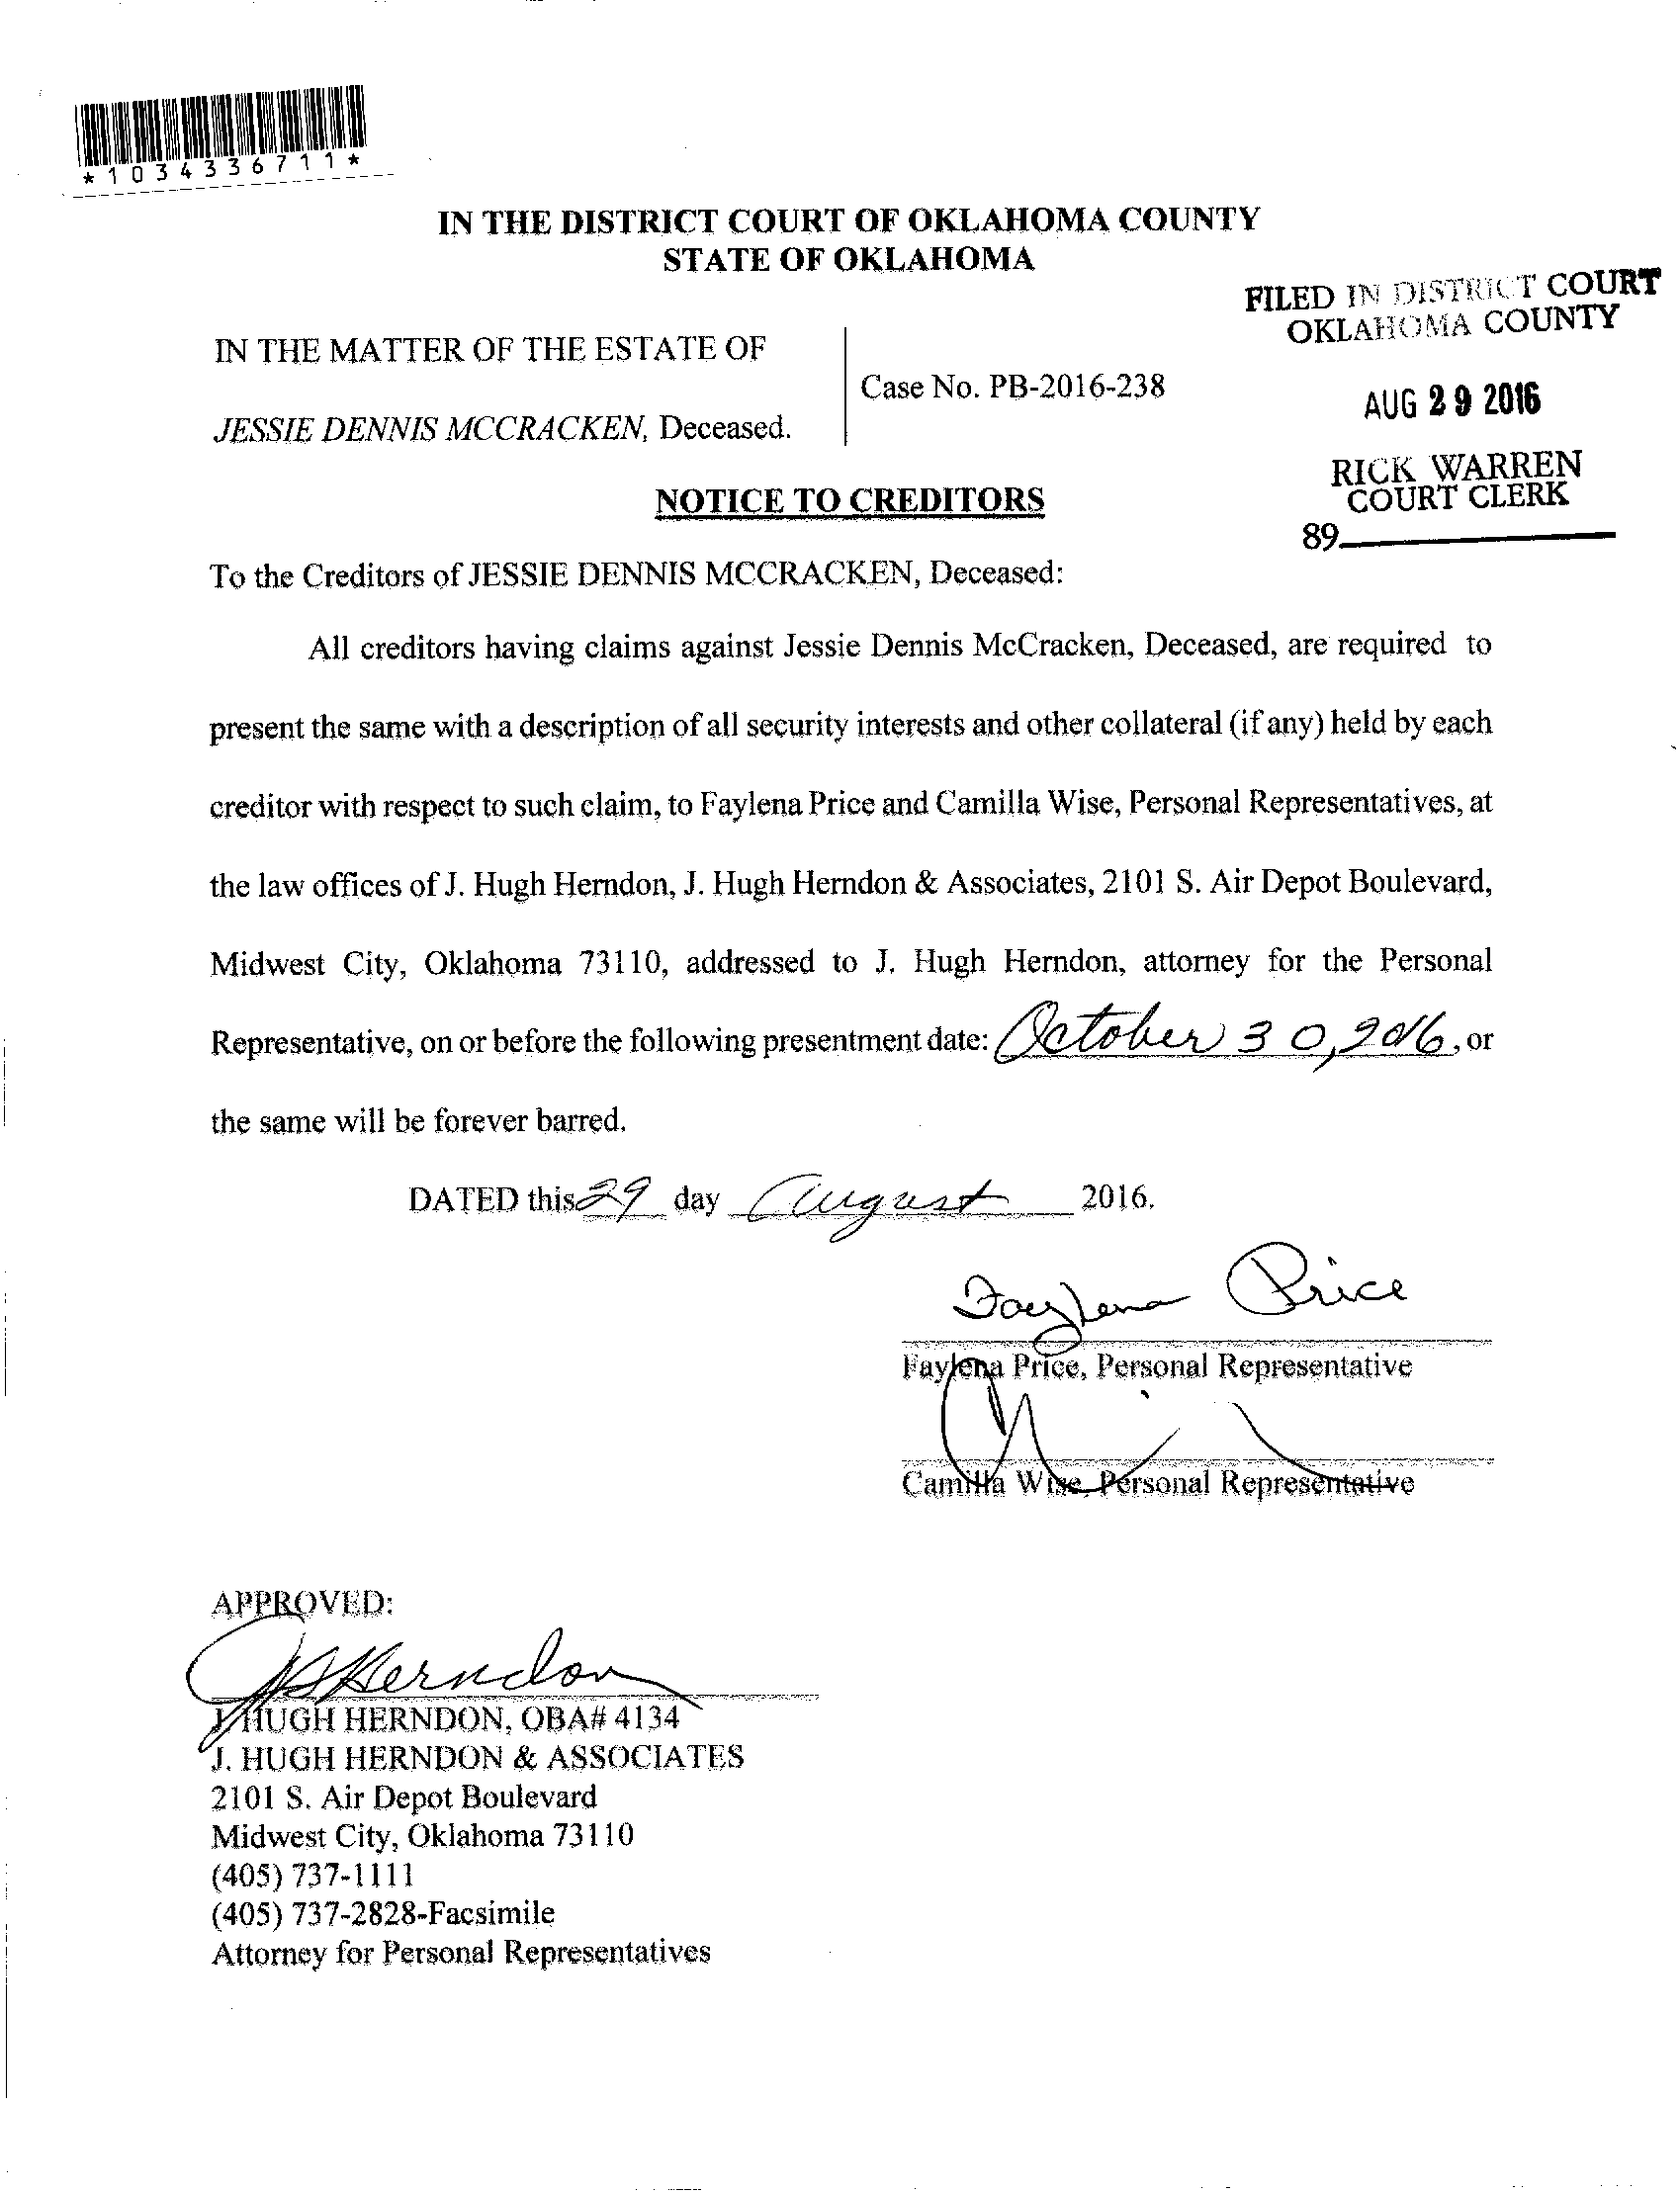 *1034336711*
IN THE DISTRICT COURT OF OKLAHOMA COUNTY
STATE OF OKLAHOMA
FILED IN DISTRICT COURT
OKLAHOMA COUNTY
IN THE MATTER OF THE ESTATE OF
Case No. PB-2016-238
AUG 29 2016
JESSIE DENNIS MCCRACKEN, Deceased.
RICK WARREN
COURT CLERK
NOTICE TO CREDITORS
89
To the Creditors of JESSIE DENNIS MCCRACKEN, Deceased:
All creditors having claims against Jessie Dennis McCracken, Deceased, are required to
present the same with a description of all security interests and other collateral (if any) held by each
creditor with respect to such claim, to Faylena Price and Camilla Wise, Personal Representatives, at
the law offices of J. Hugh Herndon, J. Hugh Herndon & Associates, 2101 S. Air Depot Boulevard,
Midwest City, Oklahoma 73110, addressed to J. Hugh Herndon, attorney for the Personal
Representative, on or before the following presentment date: October 30, 2016, or
the same will be forever barred.
DATED this 29 day August 2016.
Faylena Price
Faylena Price, Personal Representative
Camilla Wise, Personal Representative
APPROVED:
JHHerndon
J. HUGH HERNDON, OBA# 4134
J. HUGH HERNDON & ASSOCIATES
2101 S. Air Depot Boulevard
Midwest City, Oklahoma 73110
(405) 737-1111
(405) 737-2828-Facsimile
Attorney for Personal Representatives